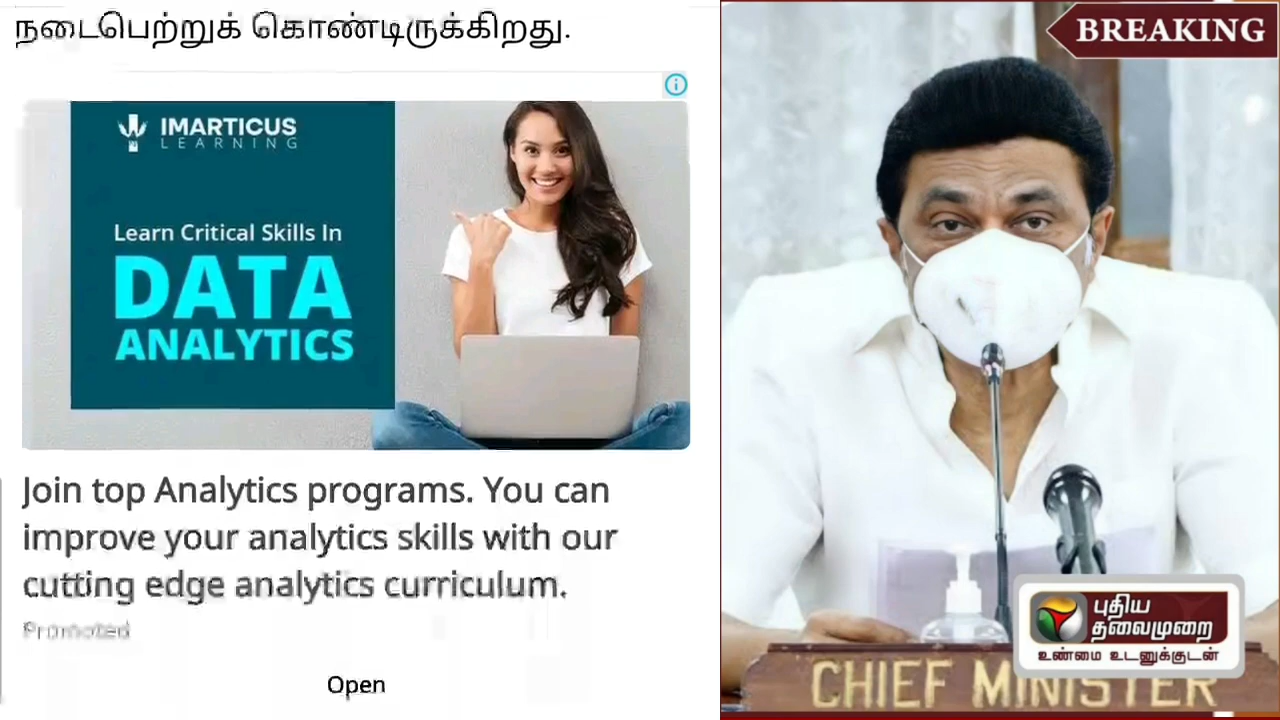 நடைபெற்றுக் கொண்டிருக்கிறது.
IMARTICUS
LEARNING
Learn Critical Skills In
DATA
ANALYTICS
Join top Analytics programs. You can
improve your analytics skills with our
cutting edge analytics curriculum.
Promoted
Open
BREAKING
புதிய
தலைமுறை
உண்மை உடனுக்குடன்
CHIEF MINISTER